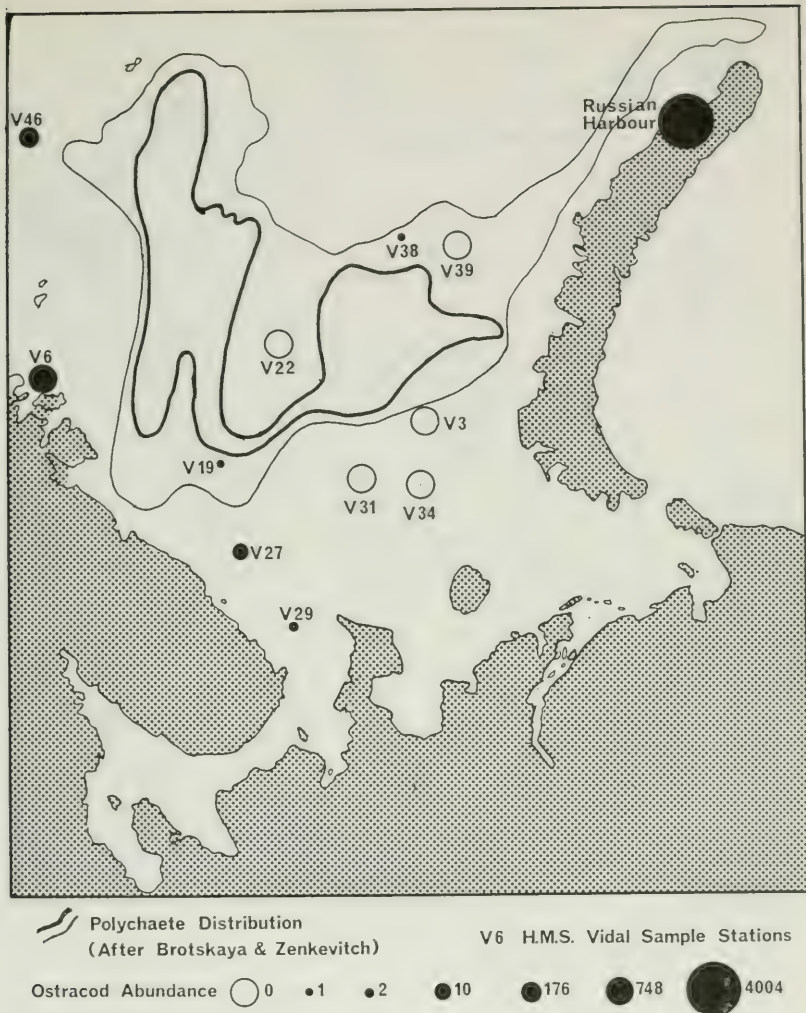 Russian
Harbour
V46
V38
V39
V6
V22
V3
V19
V31
V34
V27
V29
Polychaete Distribution
(After Brotskaya & Zenkevitch)
V6 H.M.S. Vidal Sample Stations
Ostracod Abundance 0 1 2 10 176 748 4004